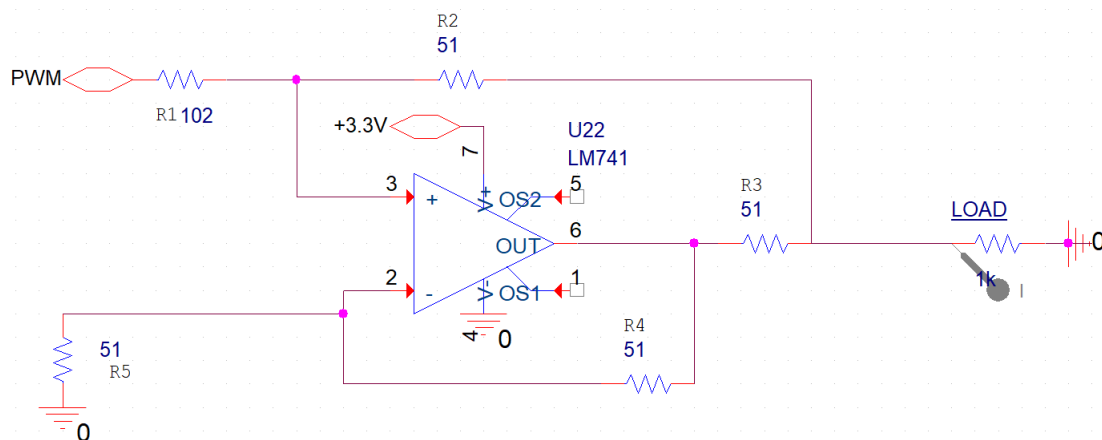 R2
51
PWM
R1 102
+3.3V
7
U22
LM741
3
+
V+
OS2
5
R3
51
LOAD
OUT
6
0
2
-
V-
OS1
1
1k
I
4
0
R4
51
51
R5
0